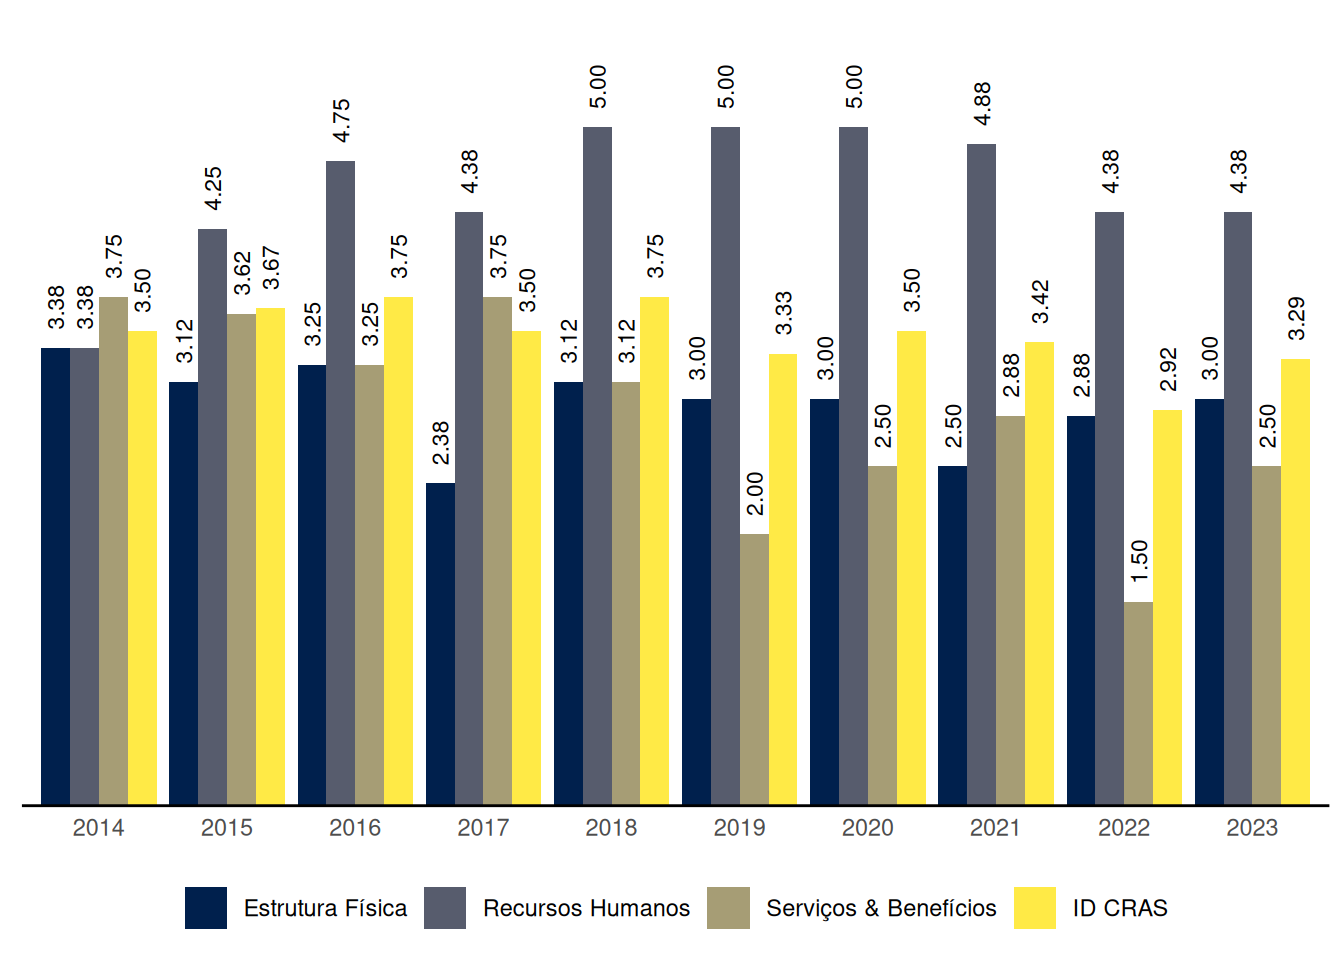 3.38 3.38 3.75 3.50
3.12 4.25 3.62 3.67
3.25 4.75 3.25 3.75
2.38 4.38 3.75 3.50
3.12 5.00 3.12 3.75
3.00 5.00 2.00 3.33
3.00 5.00 2.50 3.50
2.50 4.88 2.88 3.42
2.88 4.38 1.50 2.92
3.00 4.38 2.50 3.29
2014 2015 2016 2017 2018 2019 2020 2021 2022 2023
Estrutura Física Recursos Humanos Serviços & Benefícios ID CRAS